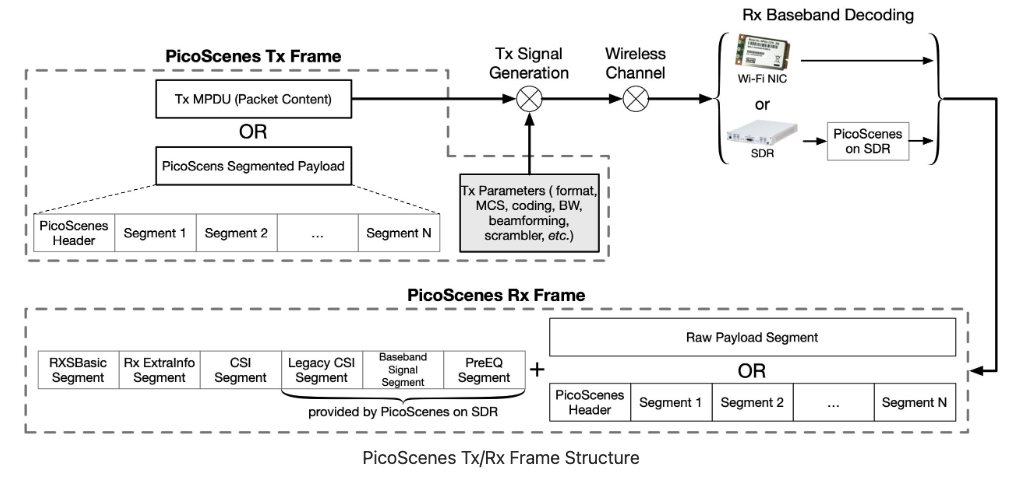 Rx Baseband Decoding
PicoScenes Tx Frame
Tx Signal
Generation
Wireless
Channel
Tx MPDU (Packet Content)
OR
PicoScens Segmented Payload
PicoScenes
Header
Segment 1
Segment 2
...
Segment N
Tx Parameters ( format,
MCS, coding, BW,
beamforming,
scrambler, etc.)
Wi-Fi NIC
or
SDR
PicoScenes
on SDR
PicoScenes Rx Frame
RXSBasic
Segment
Rx ExtraInfo
Segment
CSI
Segment
Legacy CSI
Segment
Baseband
Signal
Segment
PreEQ
Segment
provided by PicoScenes on SDR
+
Raw Payload Segment
OR
PicoScenes
Header
Segment 1
Segment 2
...
Segment N
PicoScenes Tx/Rx Frame Structure